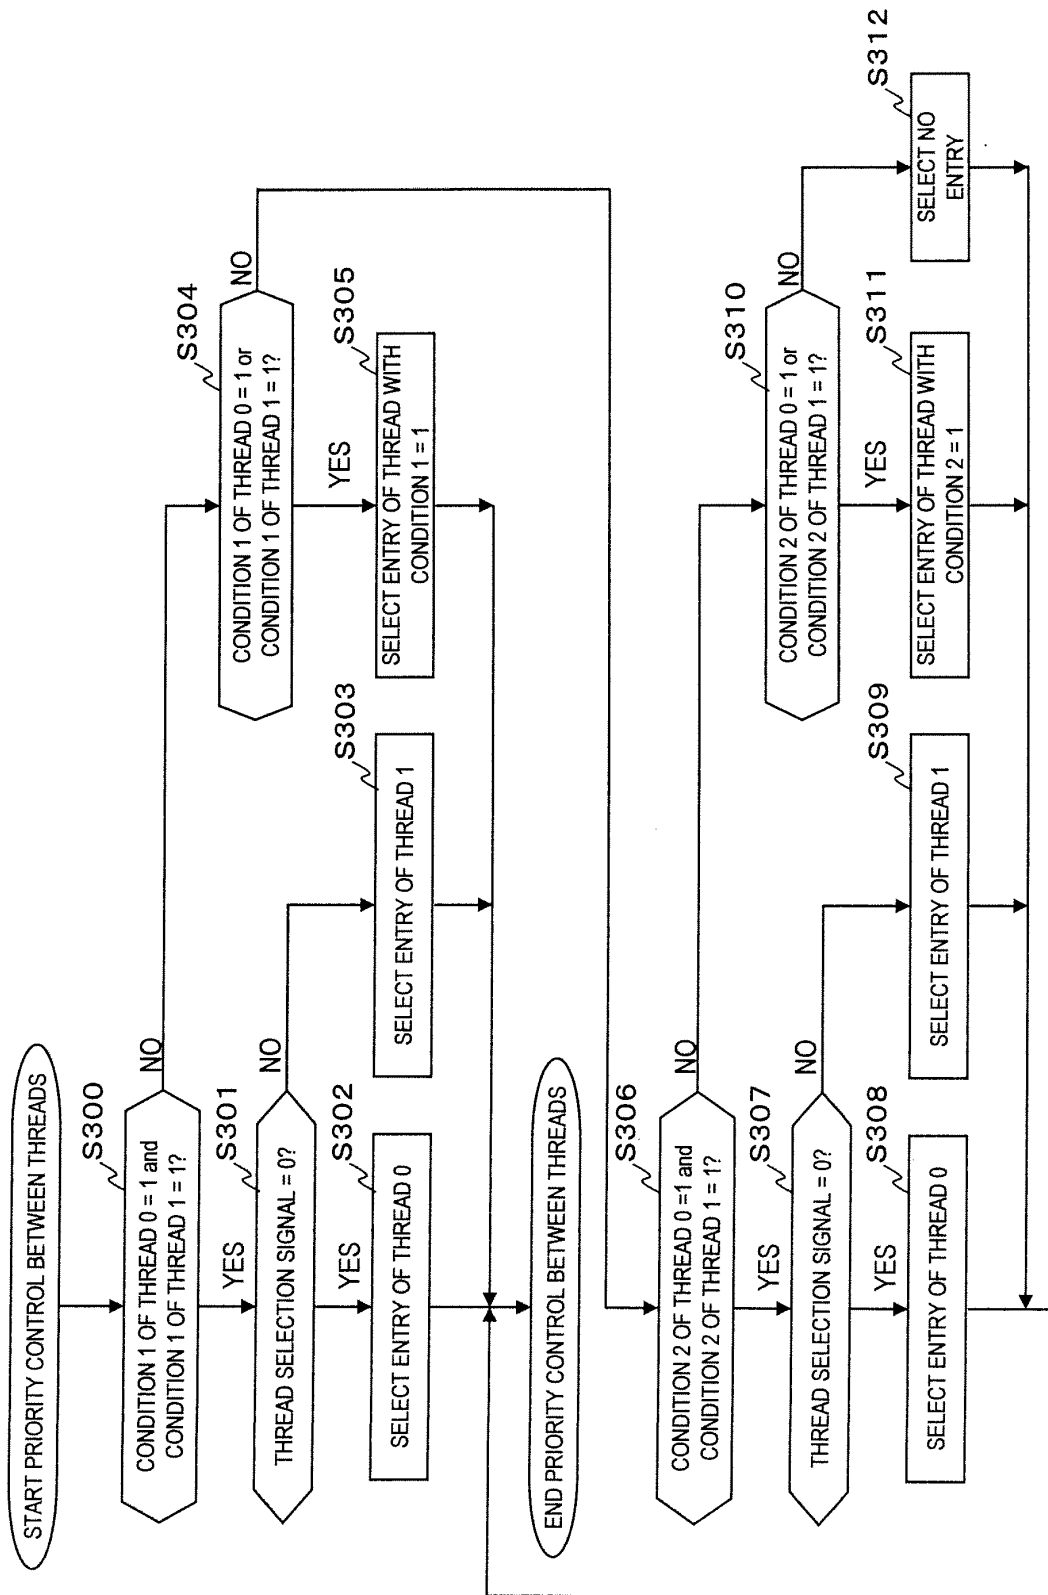 START PRIORITY CONTROL BETWEEN THREADS
S300
CONDITION 1 OF THREAD 0 = 1 and
CONDITION 1 OF THREAD 1 = 1?
NO
YES
S301
THREAD SELECTION SIGNAL = 0?
NO
YES
S302
SELECT ENTRY OF THREAD 0
S303
SELECT ENTRY OF THREAD 1
S304
CONDITION 1 OF THREAD 0 = 1 or
CONDITION 1 OF THREAD 1 = 1?
NO
YES
S305
SELECT ENTRY OF THREAD WITH
CONDITION 1 = 1
END PRIORITY CONTROL BETWEEN THREADS
S306
CONDITION 2 OF THREAD 0 =1 and
CONDITION 2 OF THREAD 1 = 1?
NO
YES
S307
THREAD SELECTION SIGNAL = 0?
NO
YES
S308
SELECT ENTRY OF THREAD 0
S309
SELECT ENTRY OF THREAD 1
S310
CONDITION 2 OF THREAD 0 = 1 or
CONDITION 2 OF THREAD 1 = 1?
NO
YES
S311
SELECT ENTRY OF THREAD WITH
CONDITION 2 = 1
S312
SELECT NO
ENTRY